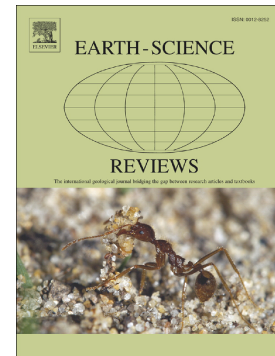 ISSN: 0012-8252
ELSEVIER
EARTH-SCIENCE
REVIEWS
The international geological journal bridging the gap between research articles and textbooks